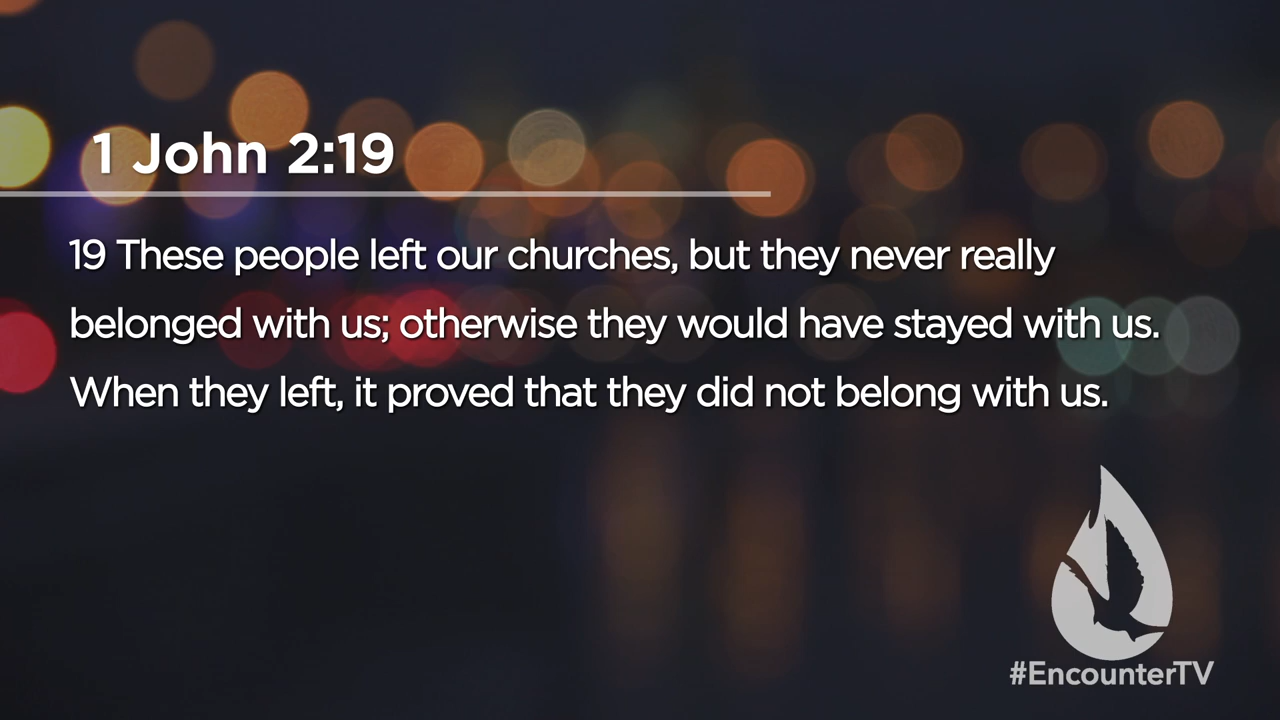 1 John 2:19
19 These people left our churches, but they never really
belonged with us; otherwise they would have stayed with us.
When they left, it proved that they did not belong with us.
#EncounterTV